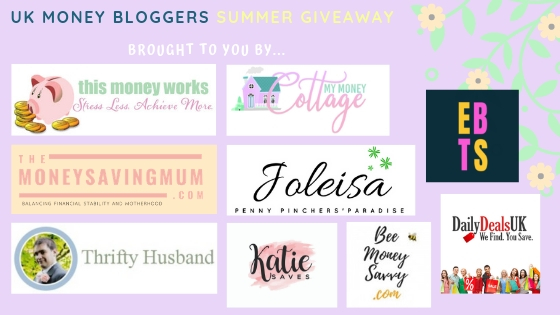 UK MONEY BLOGGERS SUMMER GIVEAWAY
BROUGHT TO YOU BY...
this money works
Stress Less. Achieve More.
MY MONEY
Cottage
EB
TS
THE
MONEYSAVINGMUM
.COM
BALANCING FINANCIAL STABILITY AND MOTHERHOOD
Joleisa
PENNY PINCHERS' PARADISE
DailyDealsUK
We Find. You Save.
Thrifty Husband
Katie
SAVES
Bee
Money
Savvy
.com